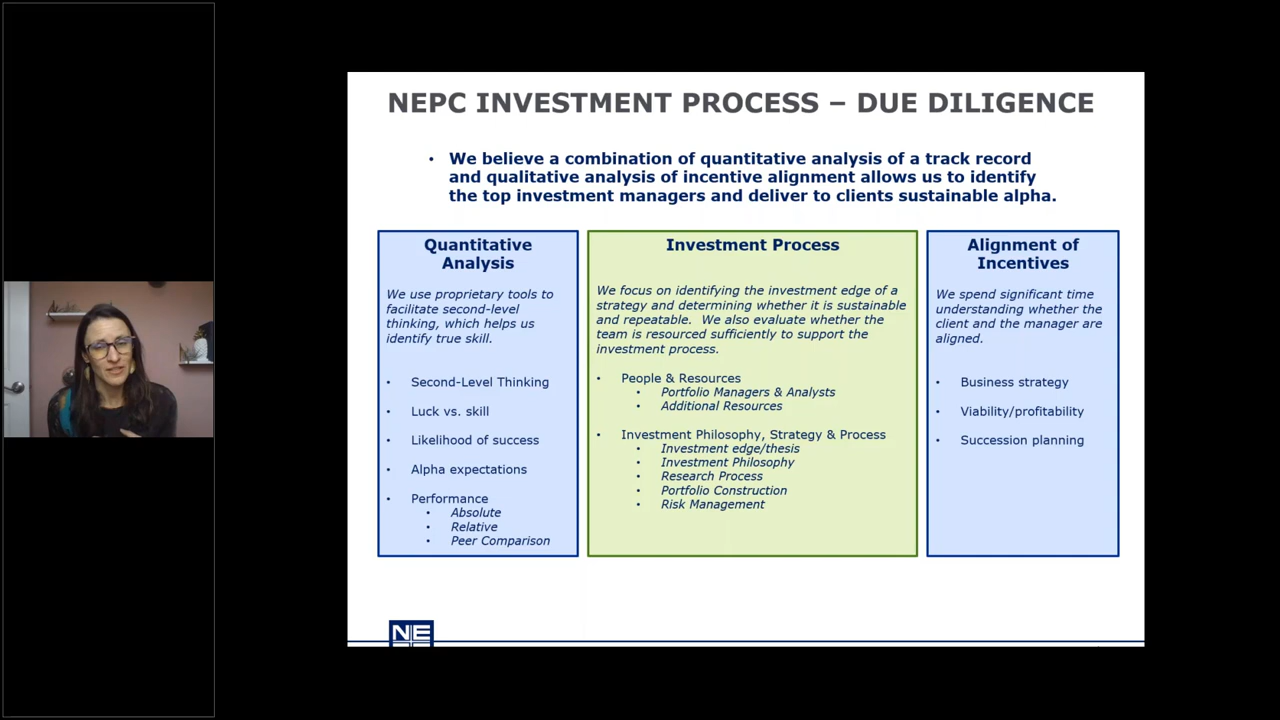 NEPC INVESTMENT PROCESS – DUE DILIGENCE
• We believe a combination of quantitative analysis of a track record
and qualitative analysis of incentive alignment allows us to identify
the top investment managers and deliver to clients sustainable alpha.
Quantitative
Analysis
We use proprietary tools to
facilitate second-level
thinking, which helps us
identify true skill.
• Second-Level Thinking
• Luck vs. skill
• Likelihood of success
• Alpha expectations
• Performance
• Absolute
• Relative
• Peer Comparison
Investment Process
We focus on identifying the investment edge of a
strategy and determining whether it is sustainable
and repeatable. We also evaluate whether the
team is resourced sufficiently to support the
investment process.
• People & Resources
• Portfolio Managers & Analysts
• Additional Resources
• Investment Philosophy, Strategy & Process
• Investment edge/thesis
• Investment Philosophy
• Research Process
• Portfolio Construction
• Risk Management
Alignment of
Incentives
We spend significant time
understanding whether the
client and the manager are
aligned.
• Business strategy
• Viability/profitability
• Succession planning
NE